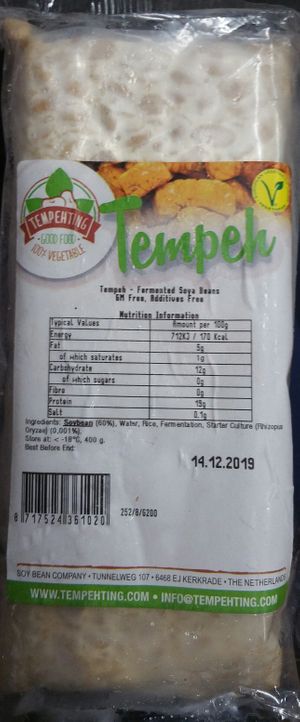 TEMPEHTING
GOOD FOOD
100% VEGETABLE
Tempeh
V
Tempeh - Fermented Soya Beans
GM Free, Additives Free
Nutrition Information
Typical Values Amount per 100g
Energy 712KJ / 170 Kcal
Fat 5g
of which saturates 1g
Carbohydrate 12g
of which sugars 0g
Fibre 0g
Protein 19g
Salt 0.1g
Ingredients: Soybean (60%), Water, Rice, Fermentation, Starter Culture (Rhizopus
Oryzae) (0,001%).
Store at: < -18°C, 400 g.
Best Before End:
14.12.2019
8 717524 361020
252/8/6200
SOY BEAN COMPANY • TUNNELWEG 107 • 6468 EJ KERKRADE • THE NETHERLANDS
WWW.TEMPEHTING.COM • INFO@TEMPEHTING.COM